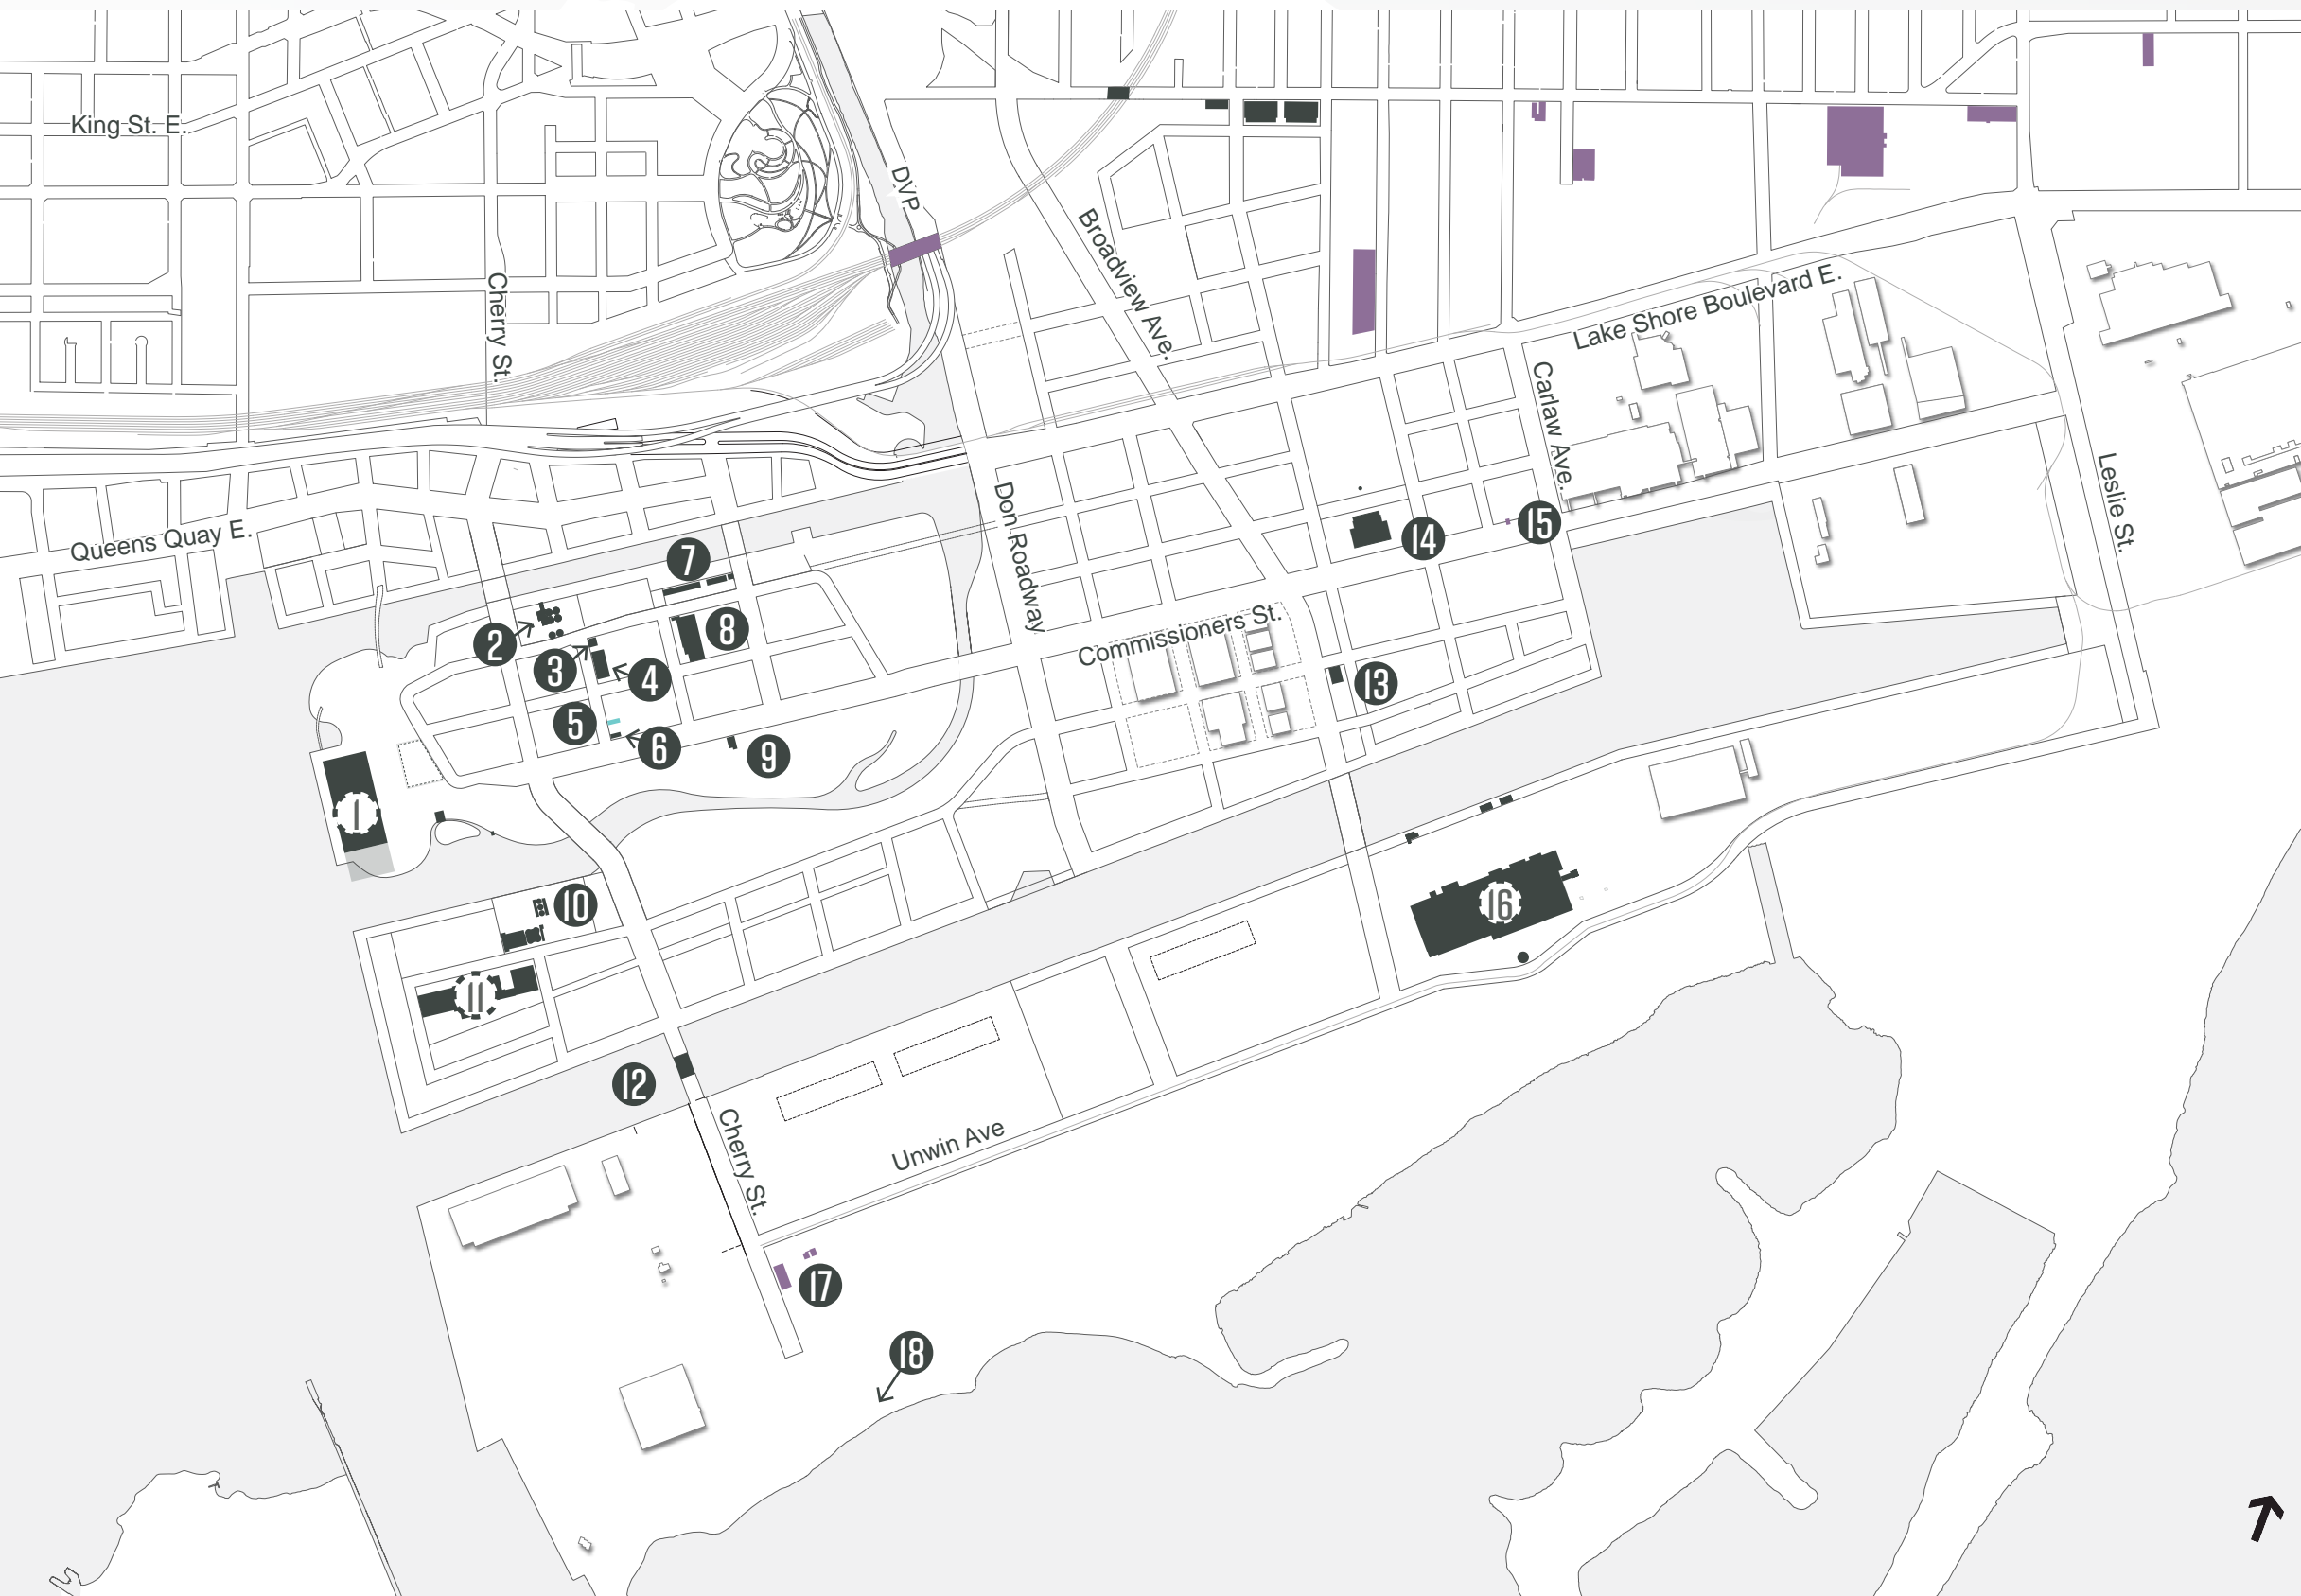 King St. E.
DVP
Broadview Ave.
Cherry St.
Lake Shore Boulevard E.
Carlaw Ave.
Leslie St.
Queens Quay E.
Don Roadway
7
15
14
2
8
3
4
Commissioners St.
13
5
6
9
1
10
16
11
12
Cherry St.
Unwin Ave
17
18